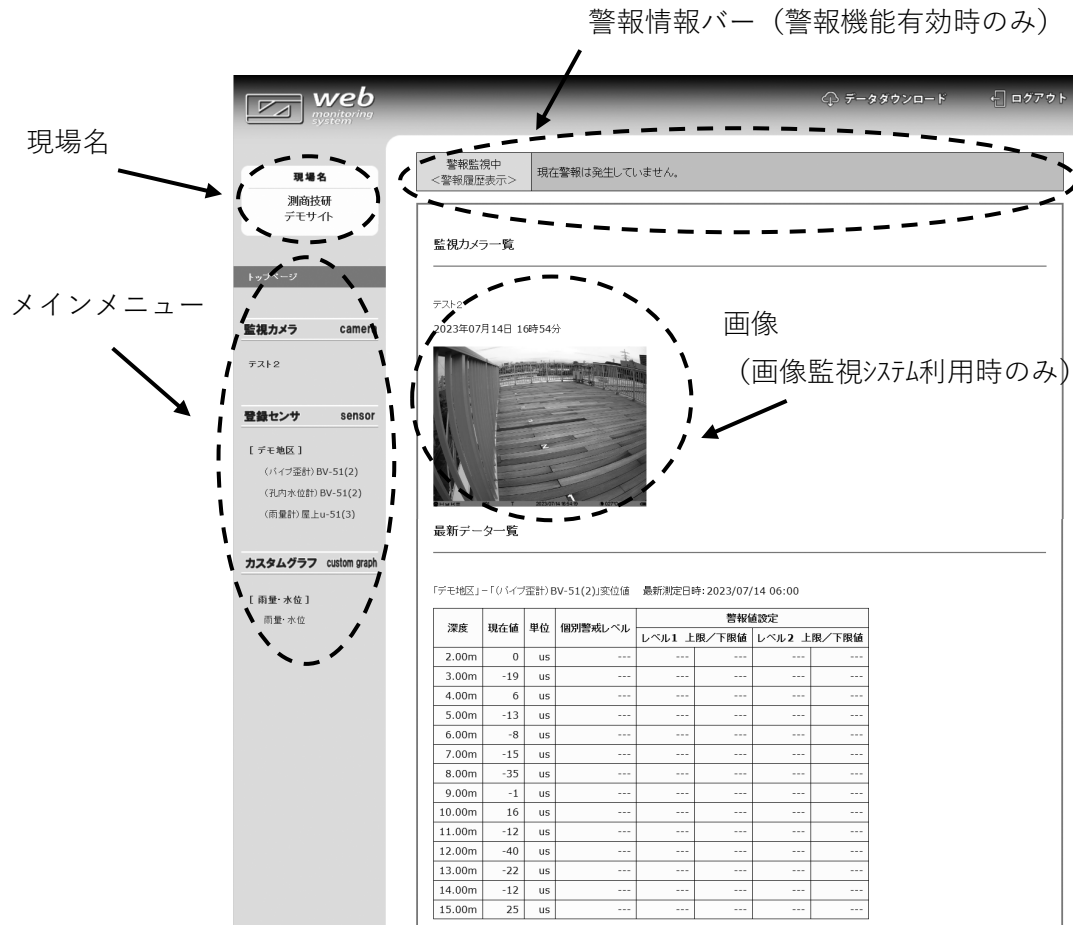 警報情報バー（警報機能有効時のみ）
web
monitoring
system
データダウンロード
ログアウト
現場名
現場名
測商技研
デモサイト
警報監視中
＜警報履歴表示＞
現在警報は発生していません。
監視カメラ一覧
トップページ
メインメニュー
監視カメラ camera
テスト2
登録センサ sensor
[ デモ地区 ]
（パイプ歪計）BV-51(2)
（孔内水位計）BV-51(2)
（雨量計）屋上u-51(3)
カスタムグラフ custom graph
[ 雨量・水位 ]
雨量・水位
テスト2
2023年07月14日 16時54分
画像
（画像監視ｼｽﾃﾑ利用時のみ）
最新データ一覧
「デモ地区」−「（パイプ歪計）BV-51(2)」変位値 最新測定日時：2023/07/14 06:00
深度 現在値 単位 個別警戒レベル 警報値設定
レベル1 上限／下限値 レベル2 上限／下限値
2.00m 0 us --- --- --- --- ---
3.00m -19 us --- --- --- --- ---
4.00m 6 us --- --- --- --- ---
5.00m -13 us --- --- --- --- ---
6.00m -8 us --- --- --- --- ---
7.00m -15 us --- --- --- --- ---
8.00m -35 us --- --- --- --- ---
9.00m -1 us --- --- --- --- ---
10.00m 16 us --- --- --- --- ---
11.00m -12 us --- --- --- --- ---
12.00m -40 us --- --- --- --- ---
13.00m -22 us --- --- --- --- ---
14.00m -12 us --- --- --- --- ---
15.00m 25 us --- --- --- --- ---